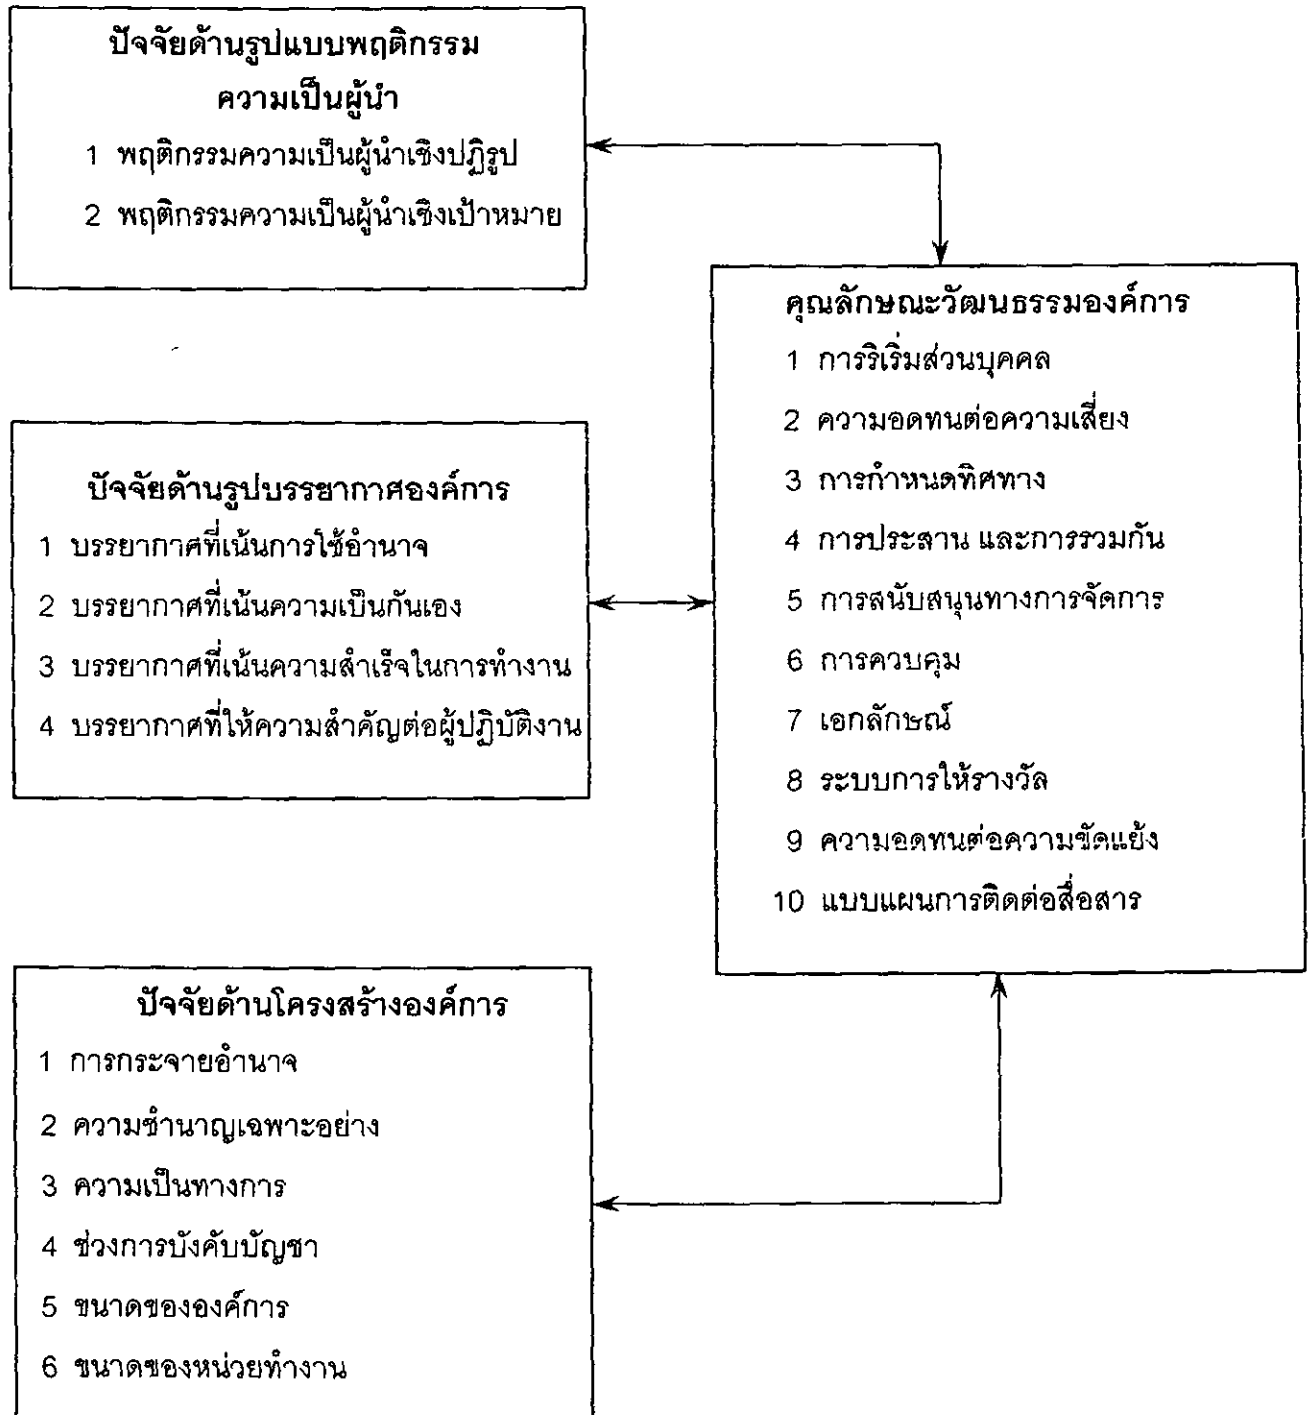 ปัจจัยด้านรูปแบบพฤติกรรม
ความเป็นผู้นำ
1 พฤติกรรมความเป็นผู้นำเชิงปฏิรูป
2 พฤติกรรมความเป็นผู้นำเชิงเป้าหมาย
คุณลักษณะวัฒนธรรมองค์การ
1 การริเริ่มส่วนบุคคล
2 ความอดทนต่อความเสี่ยง
3 การกำหนดทิศทาง
4 การประสาน และการรวมกัน
5 การสนับสนุนทางการจัดการ
6 การควบคุม
7 เอกลักษณ์
8 ระบบการให้รางวัล
9 ความอดทนต่อความขัดแย้ง
10 แบบแผนการติดต่อสื่อสาร
ปัจจัยด้านรูปบรรยากาศองค์การ
1 บรรยากาศที่เน้นการใช้อำนาจ
2 บรรยากาศที่เน้นความเป็นกันเอง
3 บรรยากาศที่เน้นความสำเร็จในการทำงาน
4 บรรยากาศที่ให้ความสำคัญต่อผู้ปฏิบัติงาน
ปัจจัยด้านโครงสร้างองค์การ
1 การกระจายอำนาจ
2 ความชำนาญเฉพาะอย่าง
3 ความเป็นทางการ
4 ช่วงการบังคับบัญชา
5 ขนาดขององค์การ
6 ขนาดของหน่วยทำงาน